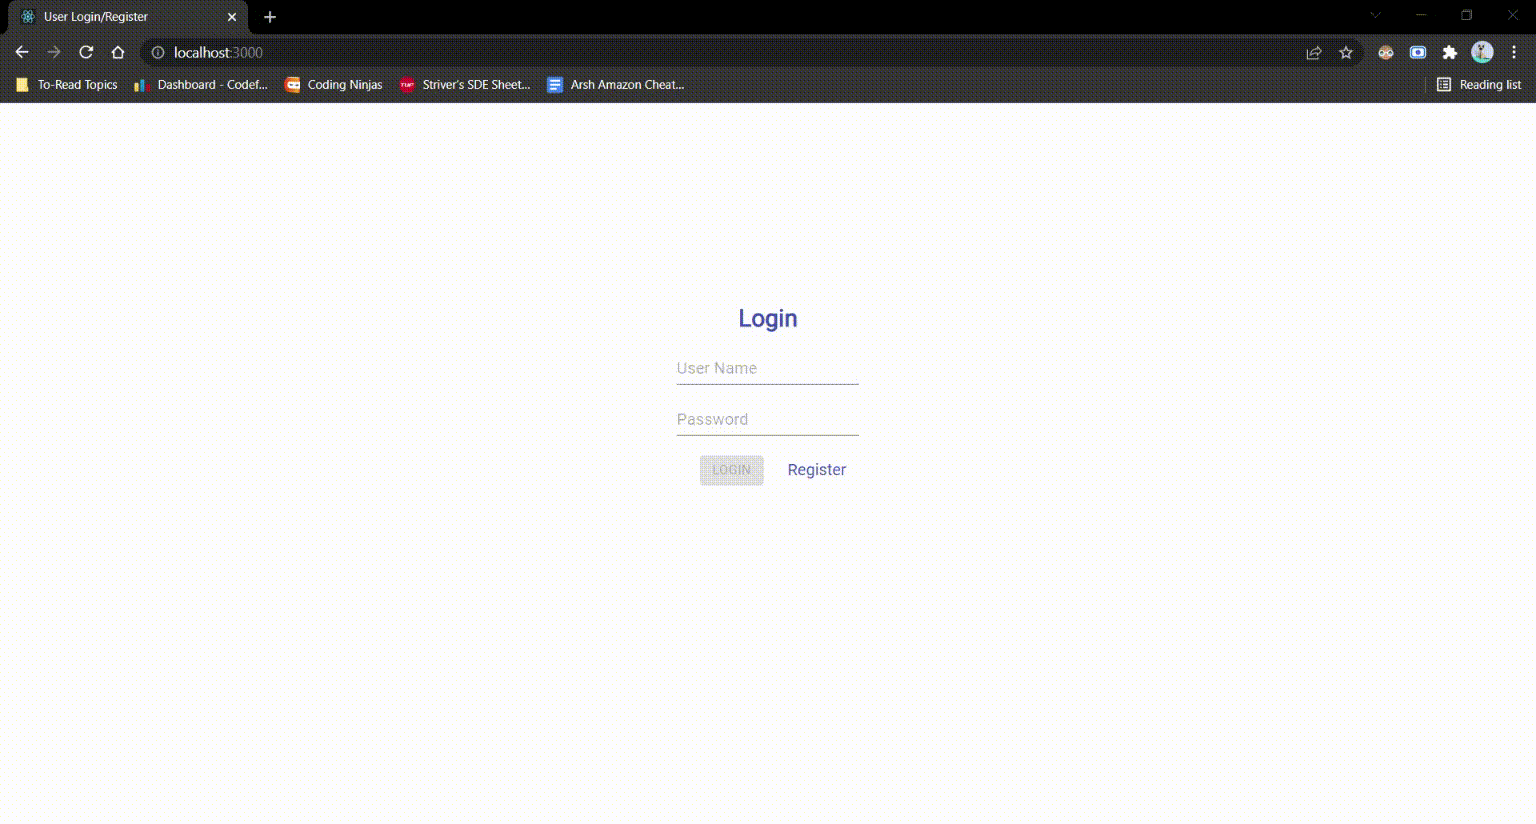 User Login/Register
localhost:3000
To-Read Topics Dashboard - Codef... Coding Ninjas Striver's SDE Sheet... Arsh Amazon Cheat... Reading list
Login
User Name
Password
LOGIN Register